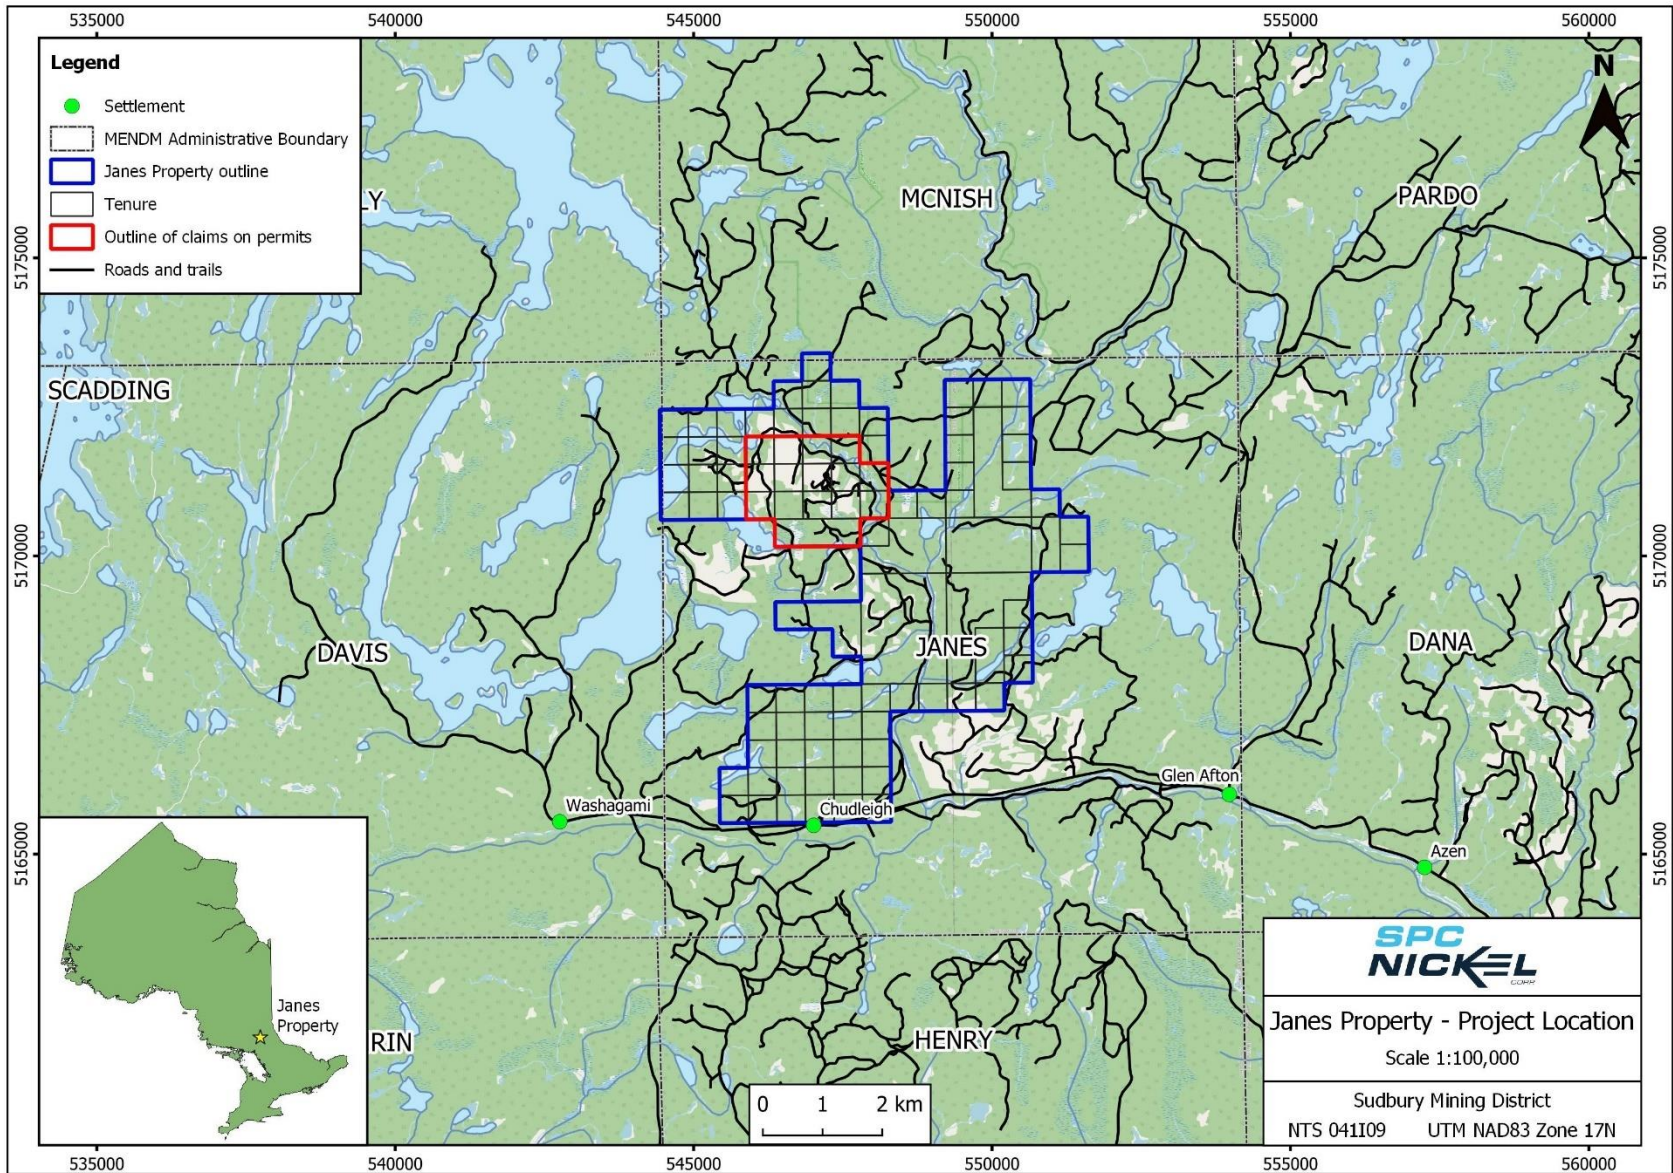 535000 540000 545000 550000 555000 560000
Legend
Settlement
MENDM Administrative Boundary
Janes Property outline
Tenure
Outline of claims on permits
Roads and trails
N
LY
MCNISH
PARDO
5175000
5175000
SCADDING
5170000
5170000
DAVIS
JANES
DANA
Washagami
Chudleigh
Glen Afton
Azen
5165000
5165000
Janes
Property
RIN
HENRY
0 1 2 km
SPC
NICKEL
CORP
Janes Property - Project Location
Scale 1:100,000
Sudbury Mining District
NTS 041I09 UTM NAD83 Zone 17N
535000 540000 545000 550000 555000 560000